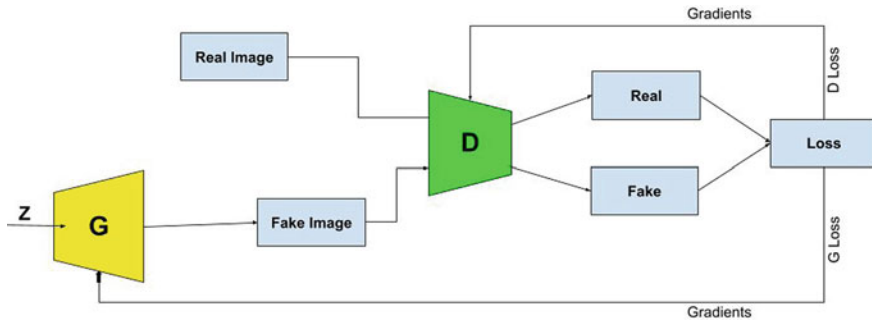 Gradients
Real Image
D Loss
Real
D
Loss
Fake
Z
G
Fake Image
G Loss
Gradients